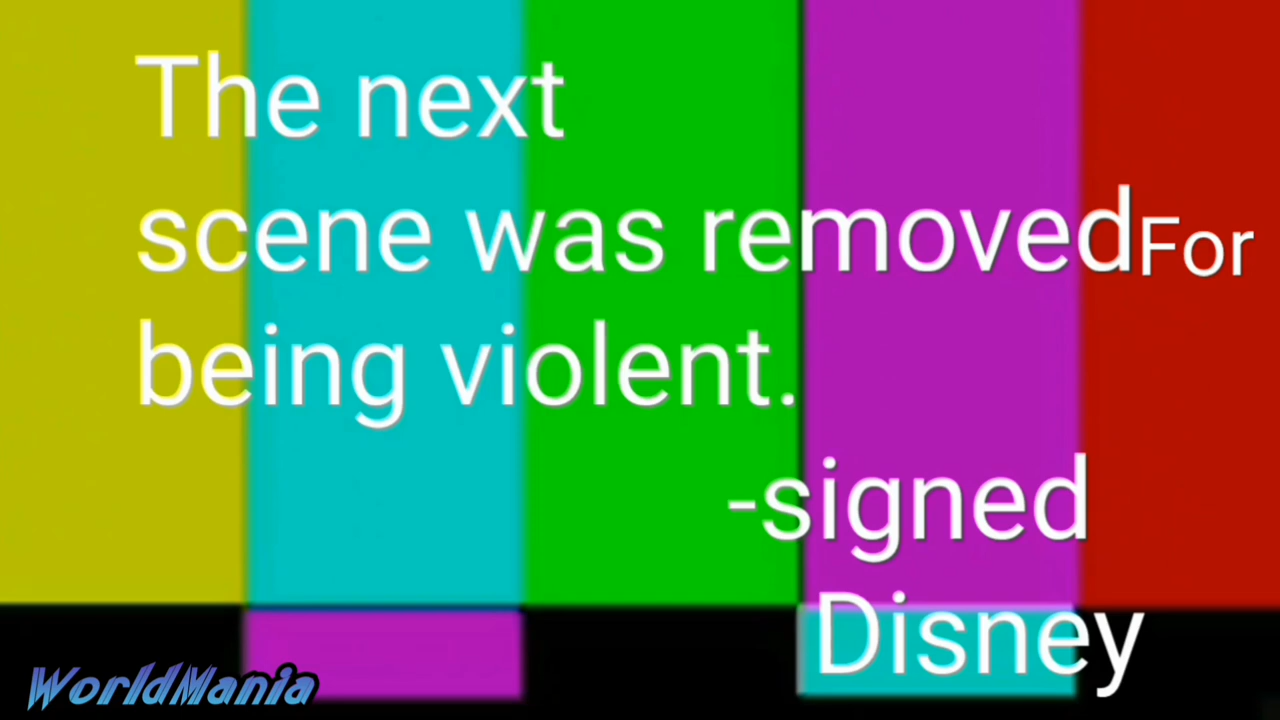 The next
scene was removedFor
being violent.
-signed
Disney
WorldMania